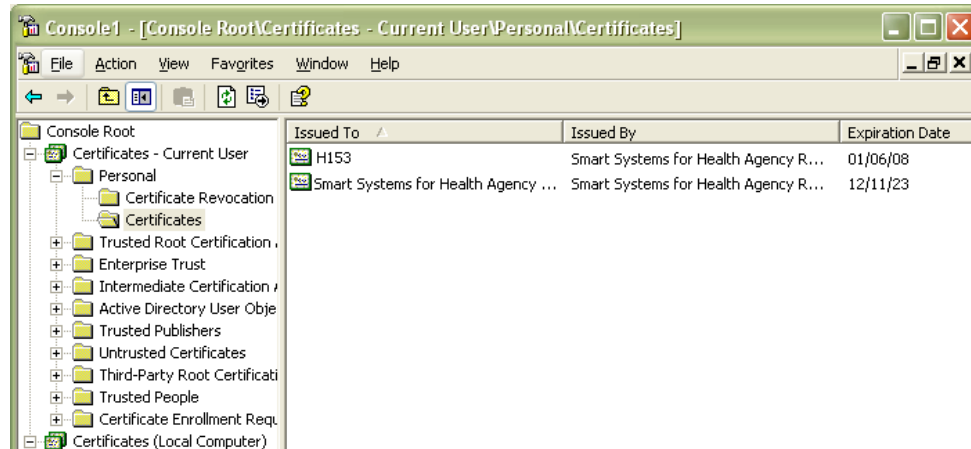 Console1 - [Console Root\Certificates - Current User\Personal\Certificates]
File Action View Favorites Window Help
Console Root
Certificates - Current User
Personal
Certificate Revocation
Certificates
Trusted Root Certification
Enterprise Trust
Intermediate Certification
Active Directory User Obje
Trusted Publishers
Untrusted Certificates
Third-Party Root Certificati
Trusted People
Certificate Enrollment Requ
Certificates (Local Computer)
Issued To Issued By Expiration Date
H153 Smart Systems for Health Agency R... 01/06/08
Smart Systems for Health Agency ... Smart Systems for Health Agency R... 12/11/23